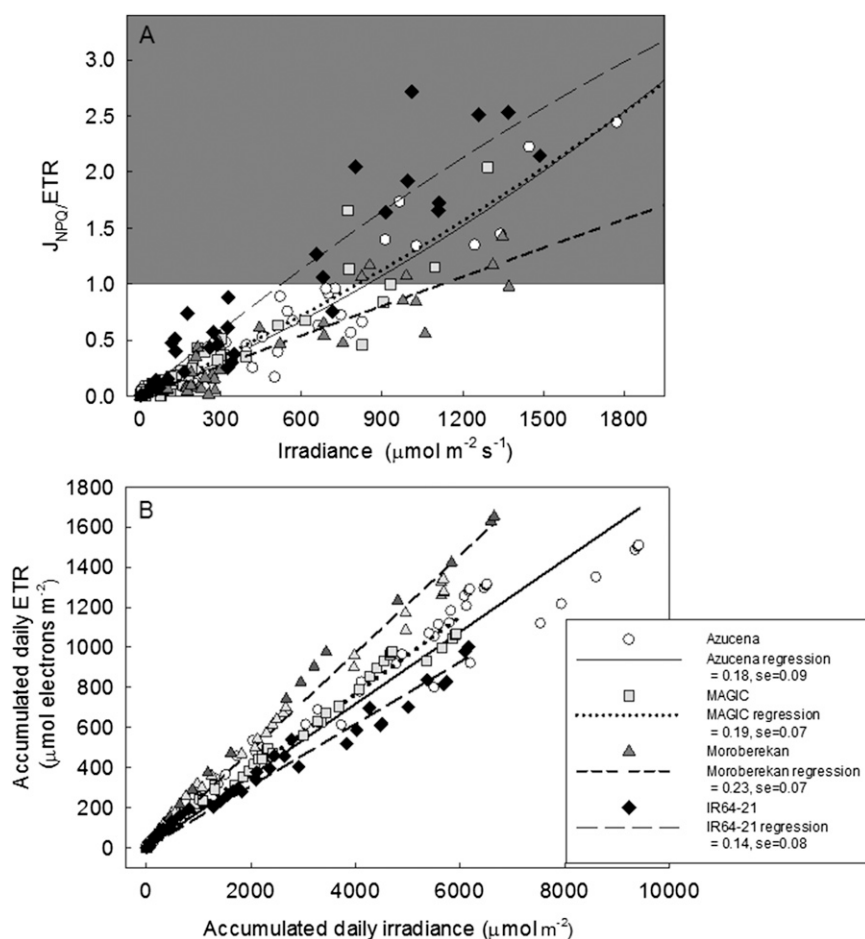 A
3.0
2.5
2.0
1.5
1.0
0.5
0.0
J_NPQ/ETR
0 300 600 900 1200 1500 1800
Irradiance (μmol m⁻² s⁻¹)
B
1800
1600
1400
1200
1000
800
600
400
200
0
Accumulated daily ETR
(μmol electrons m⁻²)
0 2000 4000 6000 8000 10000
Accumulated daily irradiance (μmol m⁻²)
Azucena
Azucena regression
= 0.18, se=0.09
MAGIC
MAGIC regression
= 0.19, se=0.07
Moroberekan
Moroberekan regression
= 0.23, se=0.07
IR64-21
IR64-21 regression
= 0.14, se=0.08